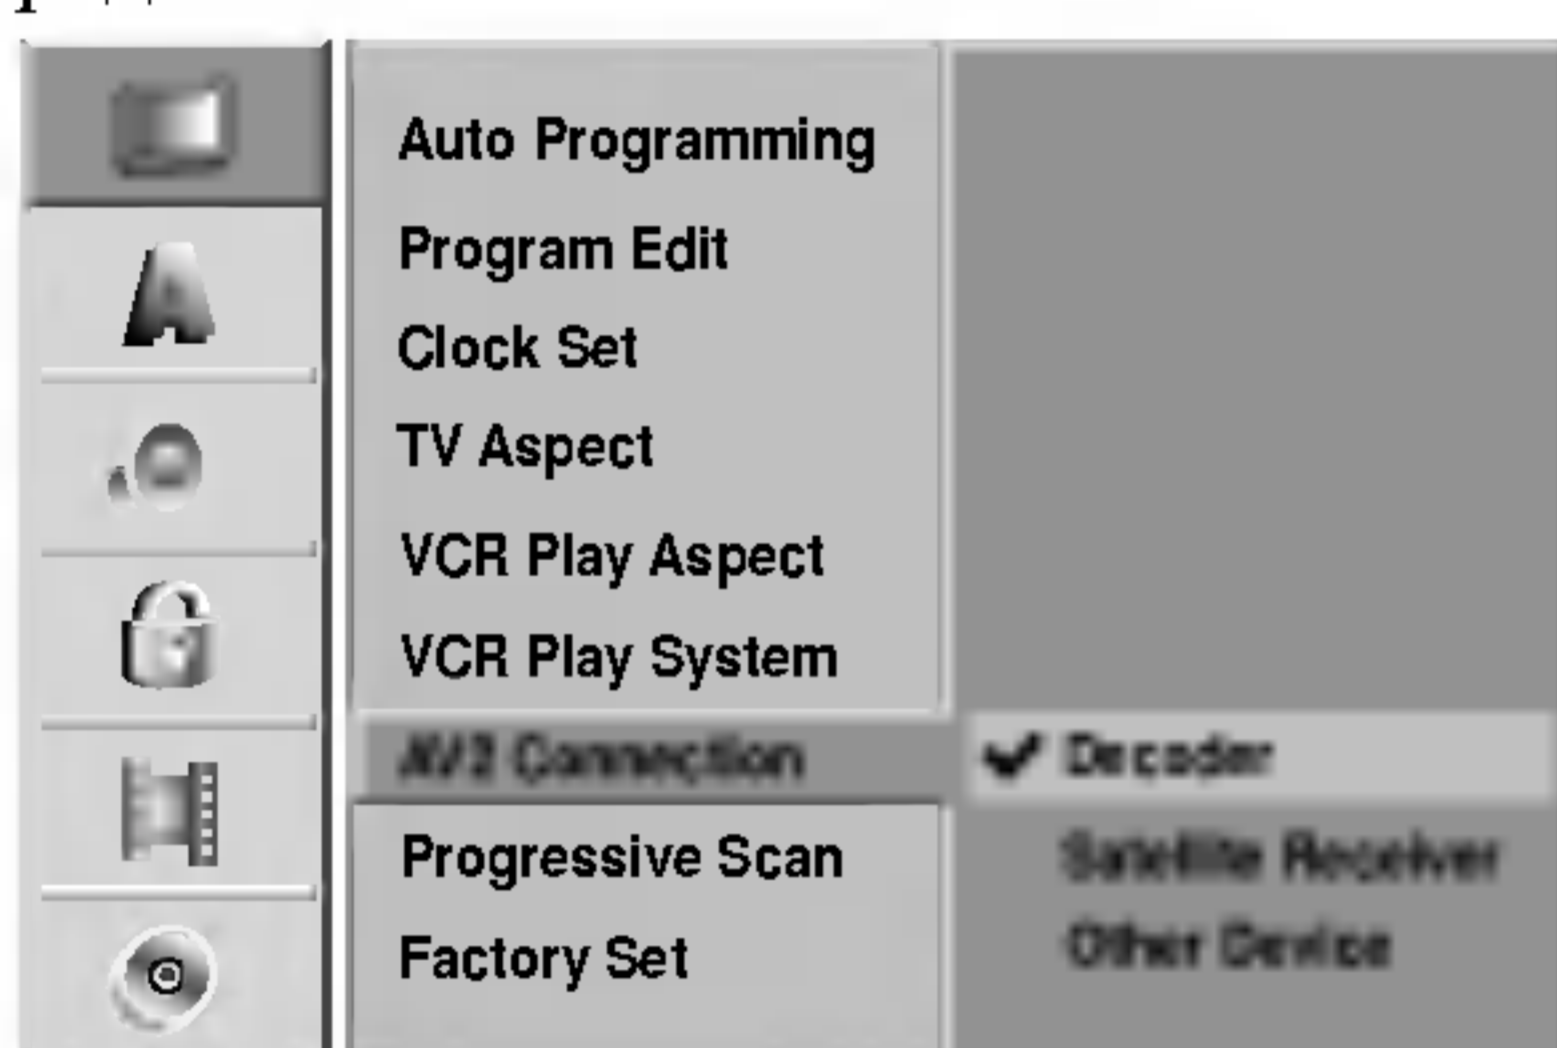 Auto Programming
Program Edit
Clock Set
TV Aspect
VCR Play Aspect
VCR Play System
AV2 Connection
✔ Decoder
Progressive Scan
Satellite Receiver
Factory Set
Other Device